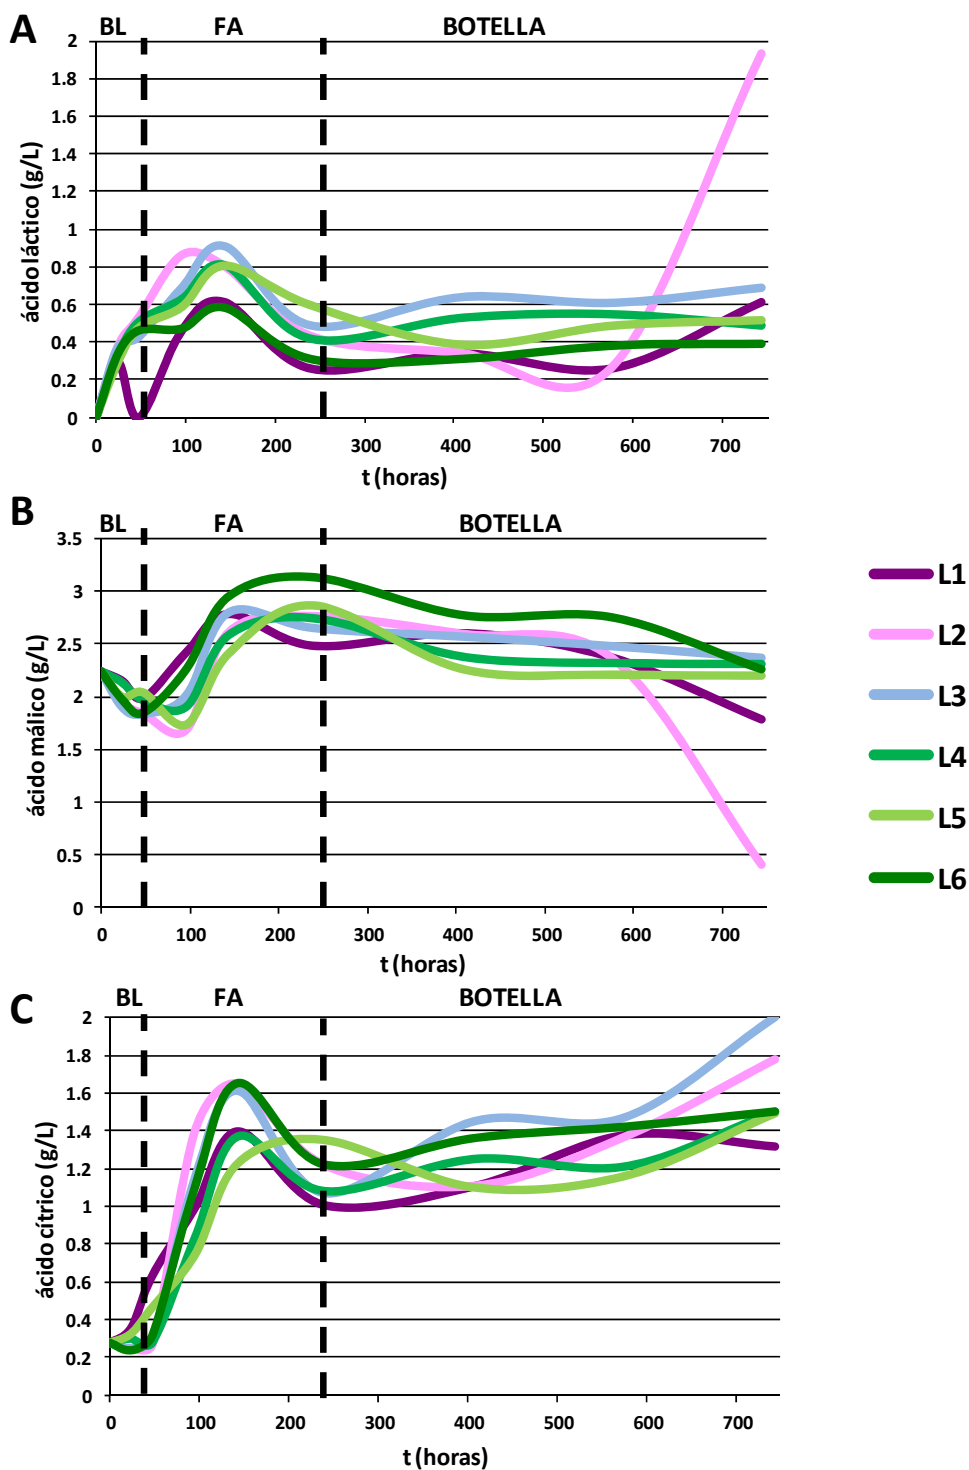 A
BL FA BOTELLA
2
1.8
1.6
1.4
1.2
1
0.8
0.6
0.4
0.2
0
ácido láctico (g/L)
0 100 200 300 400 500 600 700
t (horas)
B
BL FA BOTELLA
3.5
3
2.5
2
1.5
1
0.5
0
ácido málico (g/L)
0 100 200 300 400 500 600 700
t (horas)
L1
L2
L3
L4
L5
L6
C
BL FA BOTELLA
2
1.8
1.6
1.4
1.2
1
0.8
0.6
0.4
0.2
0
ácido cítrico (g/L)
0 100 200 300 400 500 600 700
t (horas)